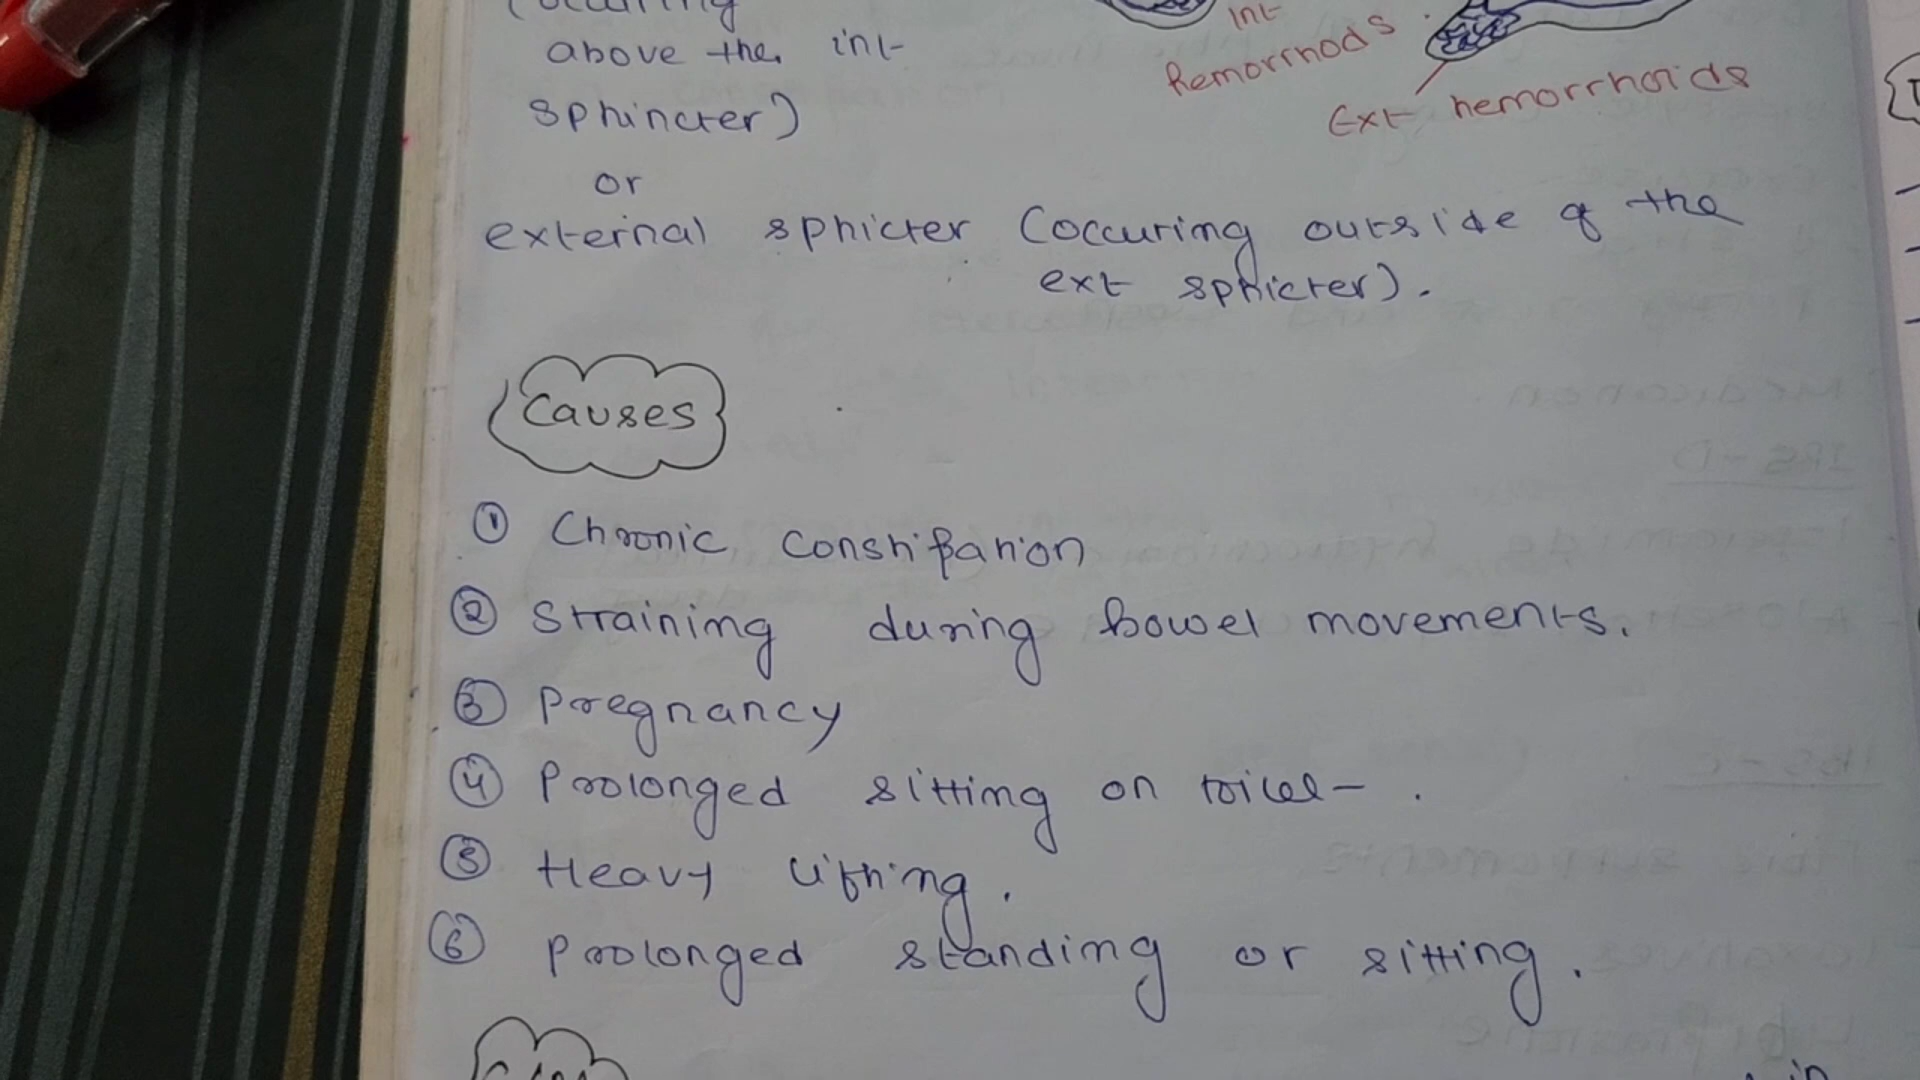 above the int
sphincter)
or
external sphicter (occuring outside of the
ext sphicter).
int
hemorrhods
Ext hemorrhoids
Causes
① Chronic constipation
② Straining during bowel movements.
③ Pregnancy
④ Prolonged sitting on toilet.
⑤ Heavy lifting.
⑥ Prolonged standing or sitting.